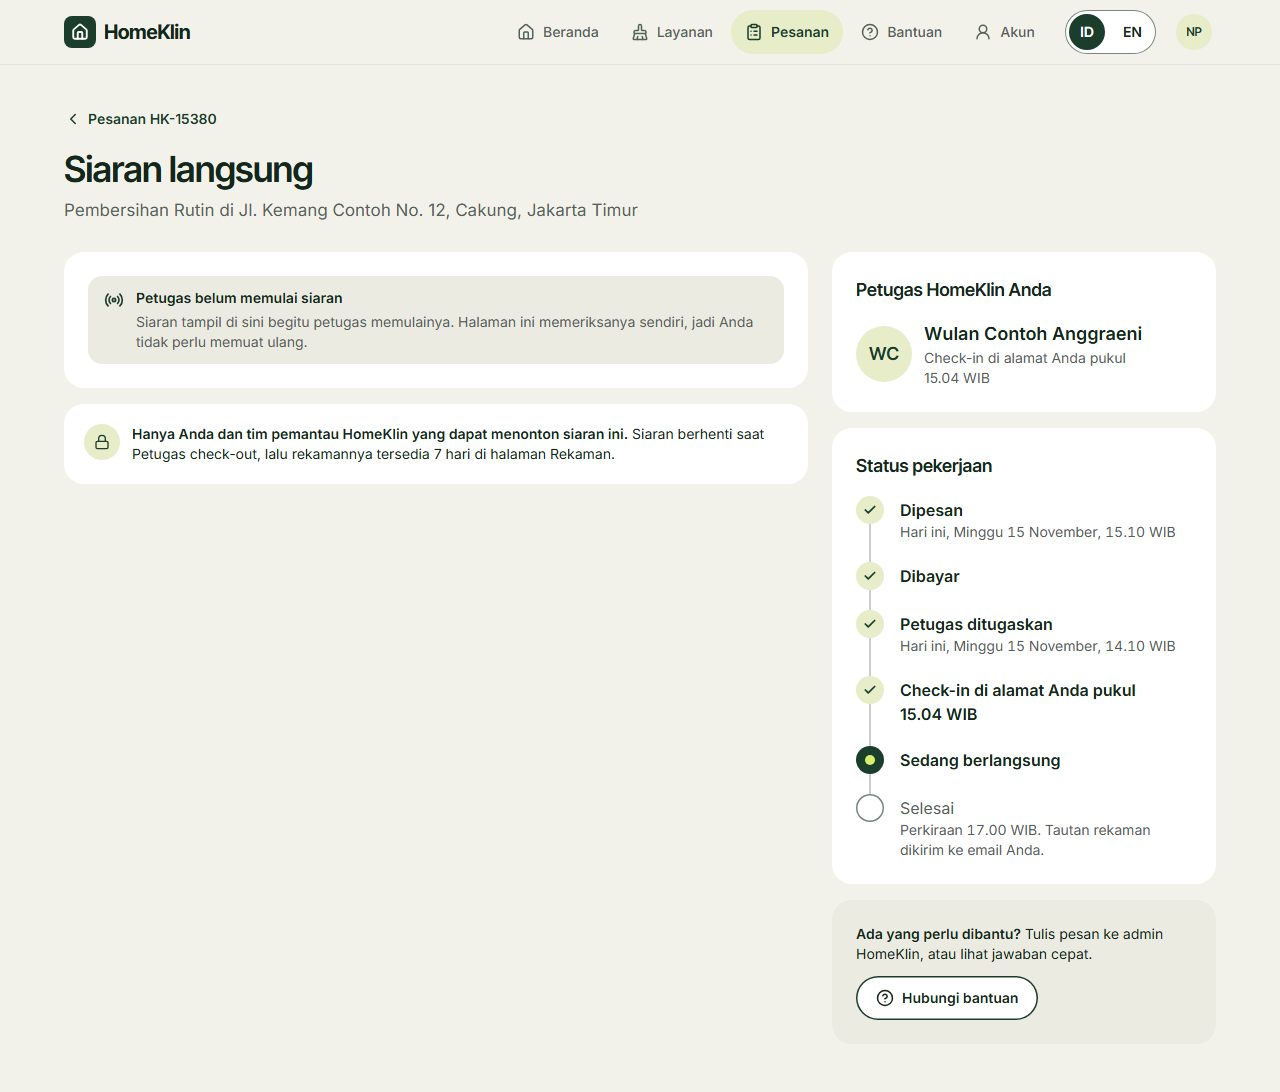 HomeKlin
Beranda
Layanan
Pesanan
Bantuan
Akun
ID
EN
NP
Pesanan HK-15380
Siaran langsung
Pembersihan Rutin di Jl. Kemang Contoh No. 12, Cakung, Jakarta Timur
Petugas belum memulai siaran
Siaran tampil di sini begitu petugas memulainya. Halaman ini memeriksanya sendiri, jadi Anda
tidak perlu memuat ulang.
Hanya Anda dan tim pemantau HomeKlin yang dapat menonton siaran ini. Siaran berhenti saat
Petugas check-out, lalu rekamannya tersedia 7 hari di halaman Rekaman.
Petugas HomeKlin Anda
WC
Wulan Contoh Anggraeni
Check-in di alamat Anda pukul
15.04 WIB
Status pekerjaan
Dipesan
Hari ini, Minggu 15 November, 15.10 WIB
Dibayar
Petugas ditugaskan
Hari ini, Minggu 15 November, 14.10 WIB
Check-in di alamat Anda pukul
15.04 WIB
Sedang berlangsung
Selesai
Perkiraan 17.00 WIB. Tautan rekaman
dikirim ke email Anda.
Ada yang perlu dibantu? Tulis pesan ke admin
HomeKlin, atau lihat jawaban cepat.
Hubungi bantuan